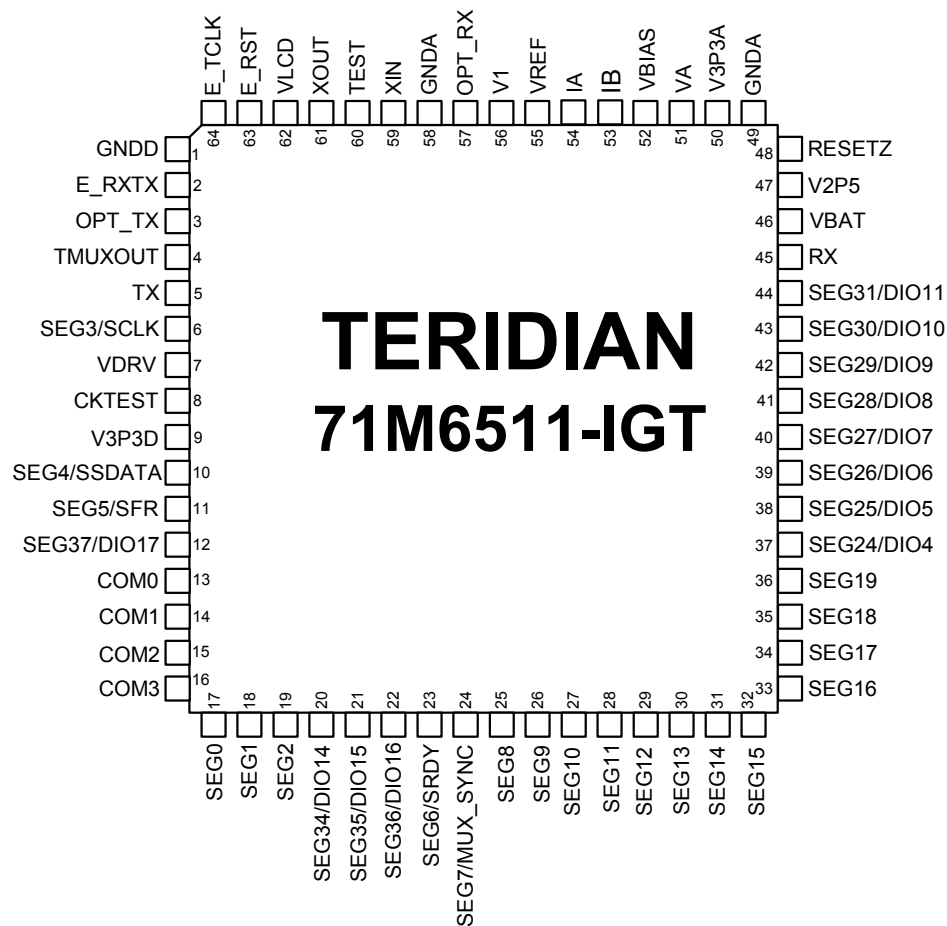 E_TCLK
E_RST
VLCD
XOUT
TEST
XIN
GNDA
OPT_RX
V1
VREF
IA
IB
VBIAS
VA
V3P3A
GNDA
64
63
62
61
60
59
58
57
56
55
54
53
52
51
50
49
GNDD 1
E_RXTX 2
OPT_TX 3
TMUXOUT 4
TX 5
SEG3/SCLK 6
VDRV 7
CKTEST 8
V3P3D 9
SEG4/SSDATA 10
SEG5/SFR 11
SEG37/DIO17 12
COM0 13
COM1 14
COM2 15
COM3 16
TERIDIAN
71M6511-IGT
48 RESETZ
47 V2P5
46 VBAT
45 RX
44 SEG31/DIO11
43 SEG30/DIO10
42 SEG29/DIO9
41 SEG28/DIO8
40 SEG27/DIO7
39 SEG26/DIO6
38 SEG25/DIO5
37 SEG24/DIO4
36 SEG19
35 SEG18
34 SEG17
33 SEG16
17
18
19
20
21
22
23
24
25
26
27
28
29
30
31
32
SEG0
SEG1
SEG2
SEG34/DIO14
SEG35/DIO15
SEG36/DIO16
SEG6/SRDY
SEG7/MUX_SYNC
SEG8
SEG9
SEG10
SEG11
SEG12
SEG13
SEG14
SEG15